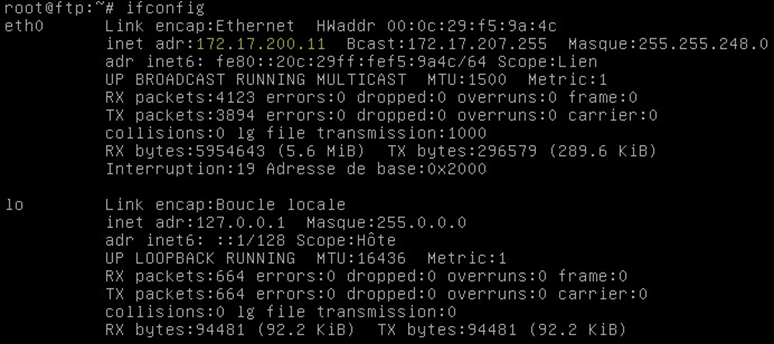 root@ftp:~# ifconfig
eth0      Link encap:Ethernet  HWaddr 00:0c:29:f5:9a:4c
          inet adr:172.17.200.11  Bcast:172.17.207.255  Masque:255.255.248.0
          adr inet6: fe80::20c:29ff:fef5:9a4c/64 Scope:Lien
          UP BROADCAST RUNNING MULTICAST  MTU:1500  Metric:1
          RX packets:4123 errors:0 dropped:0 overruns:0 frame:0
          TX packets:3894 errors:0 dropped:0 overruns:0 carrier:0
          collisions:0 lg file transmission:1000
          RX bytes:5954643 (5.6 MiB)  TX bytes:296579 (289.6 KiB)
          Interruption:19 Adresse de base:0x2000
lo        Link encap:Boucle locale
          inet adr:127.0.0.1  Masque:255.0.0.0
          adr inet6: ::1/128 Scope:Hôte
          UP LOOPBACK RUNNING  MTU:16436  Metric:1
          RX packets:664 errors:0 dropped:0 overruns:0 frame:0
          TX packets:664 errors:0 dropped:0 overruns:0 carrier:0
          collisions:0 lg file transmission:0
          RX bytes:94481 (92.2 KiB)  TX bytes:94481 (92.2 KiB)